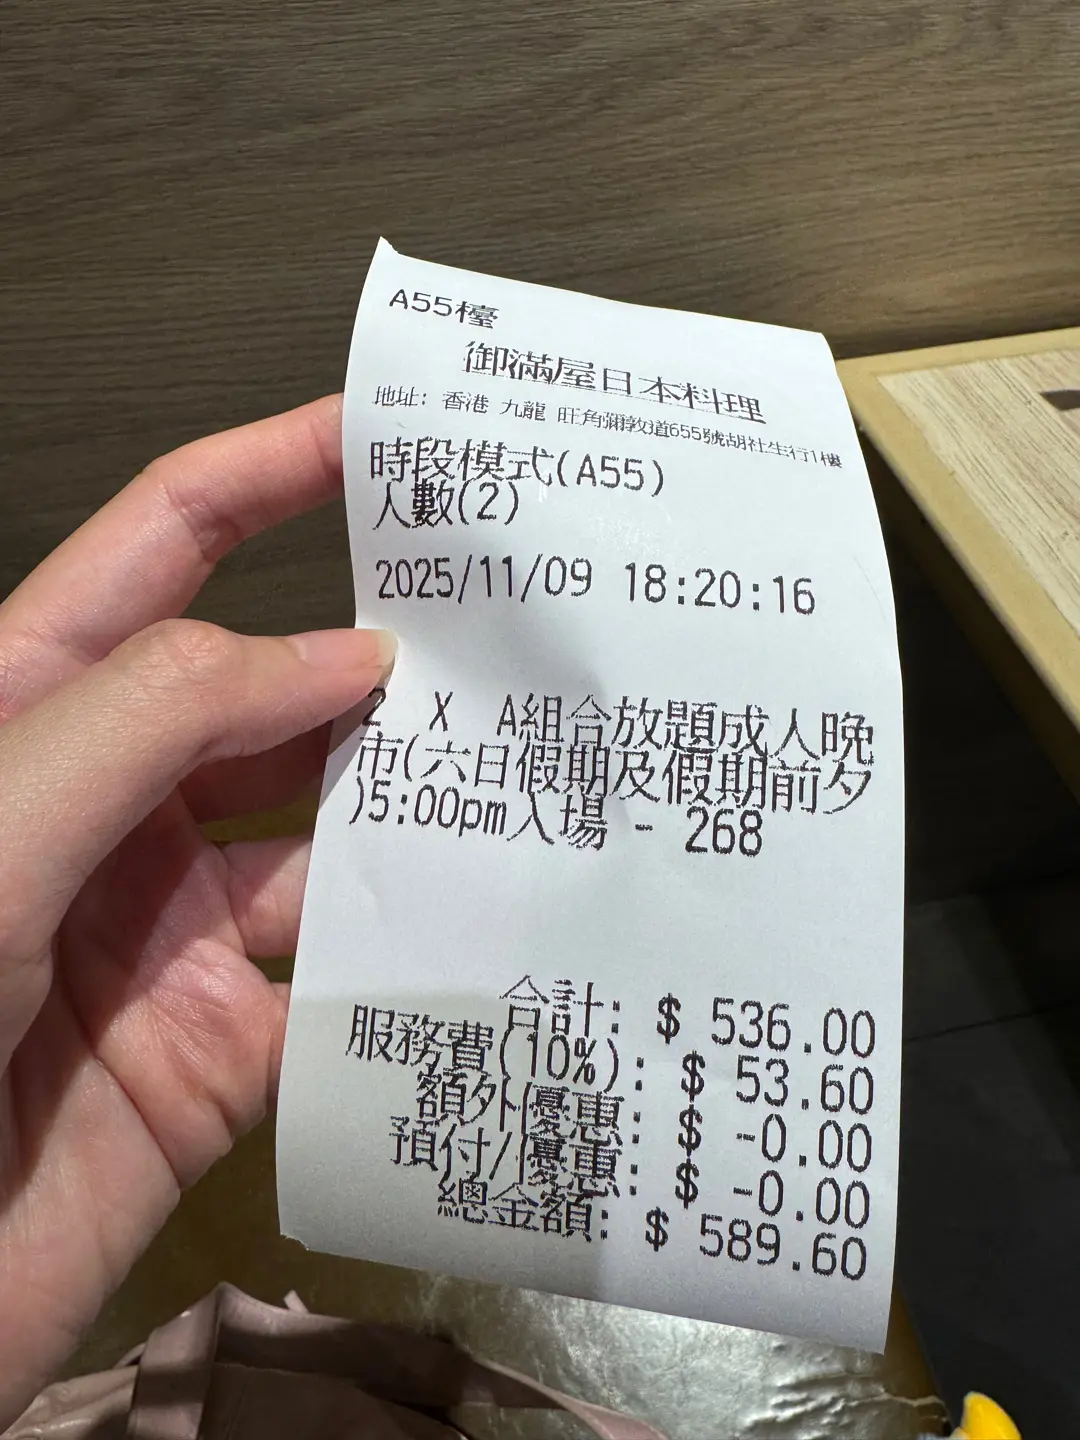 A55檯
御滿屋日本料理
地址: 香港 九龍 旺角彌敦道655號胡社生行1樓
時段模式(A55)
人數(2)
2025/11/09 18:20:16
2 X A組合放題成人晚
市(六日假期及假期前夕
)5:00pm入場 - 268
合計: $ 536.00
服務費(10%): $ 53.60
額外優惠: $ -0.00
預付/優惠: $ -0.00
總金額: $ 589.60